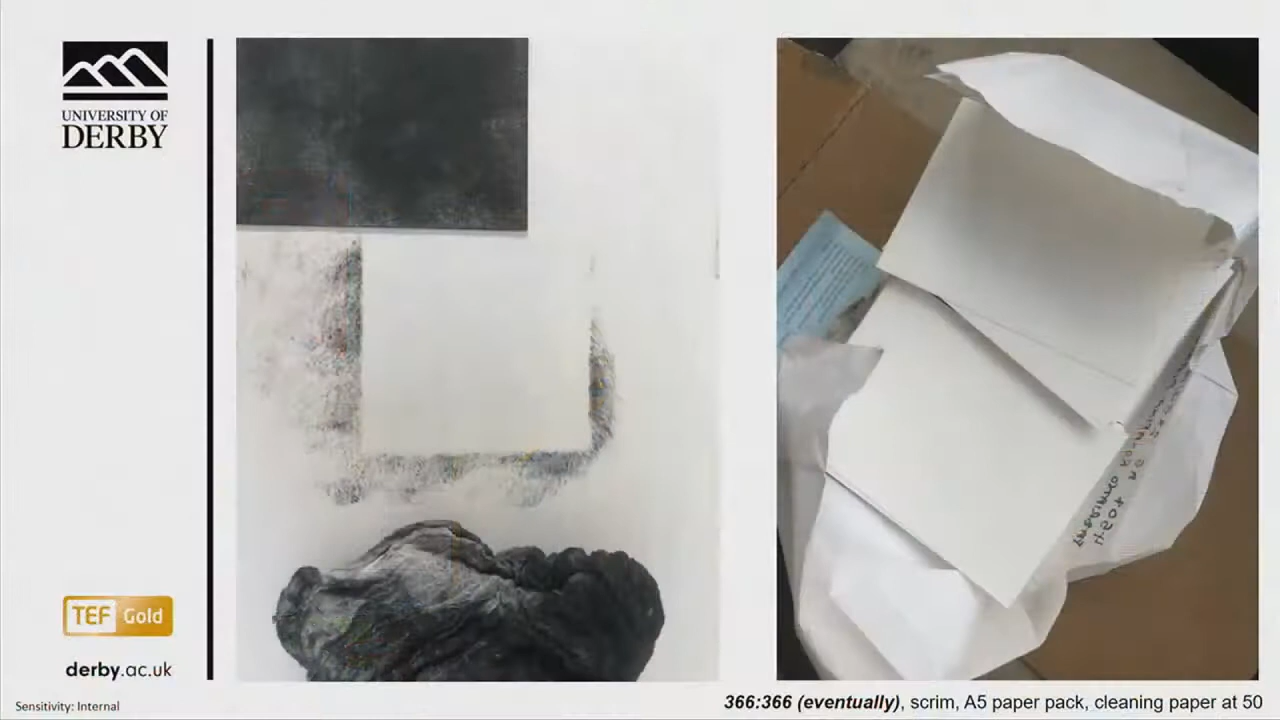 UNIVERSITY OF
DERBY
TEF Gold
derby.ac.uk
Sensitivity: Internal
366:366 (eventually), scrim, A5 paper pack, cleaning paper at 50